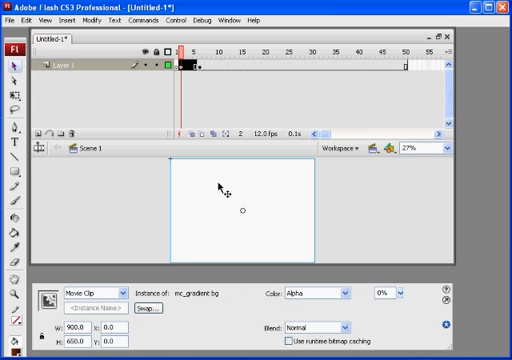 Adobe Flash CS3 Professional - [Untitled-1*]
File Edit View Insert Modify Text Commands Control Debug Window Help
Fl
Untitled-1*
5 10 15 20 25 30 35 40 45 50 55
Layer 1
2 12.0 fps 0.1s
Scene 1 Workspace 27%
Movie Clip Instance of: mc_gradient bg Color: Alpha 0%
<Instance Name> Swap...
W: 900.0 X: 0.0 Blend: Normal
H: 650.0 Y: 0.0 Use runtime bitmap caching